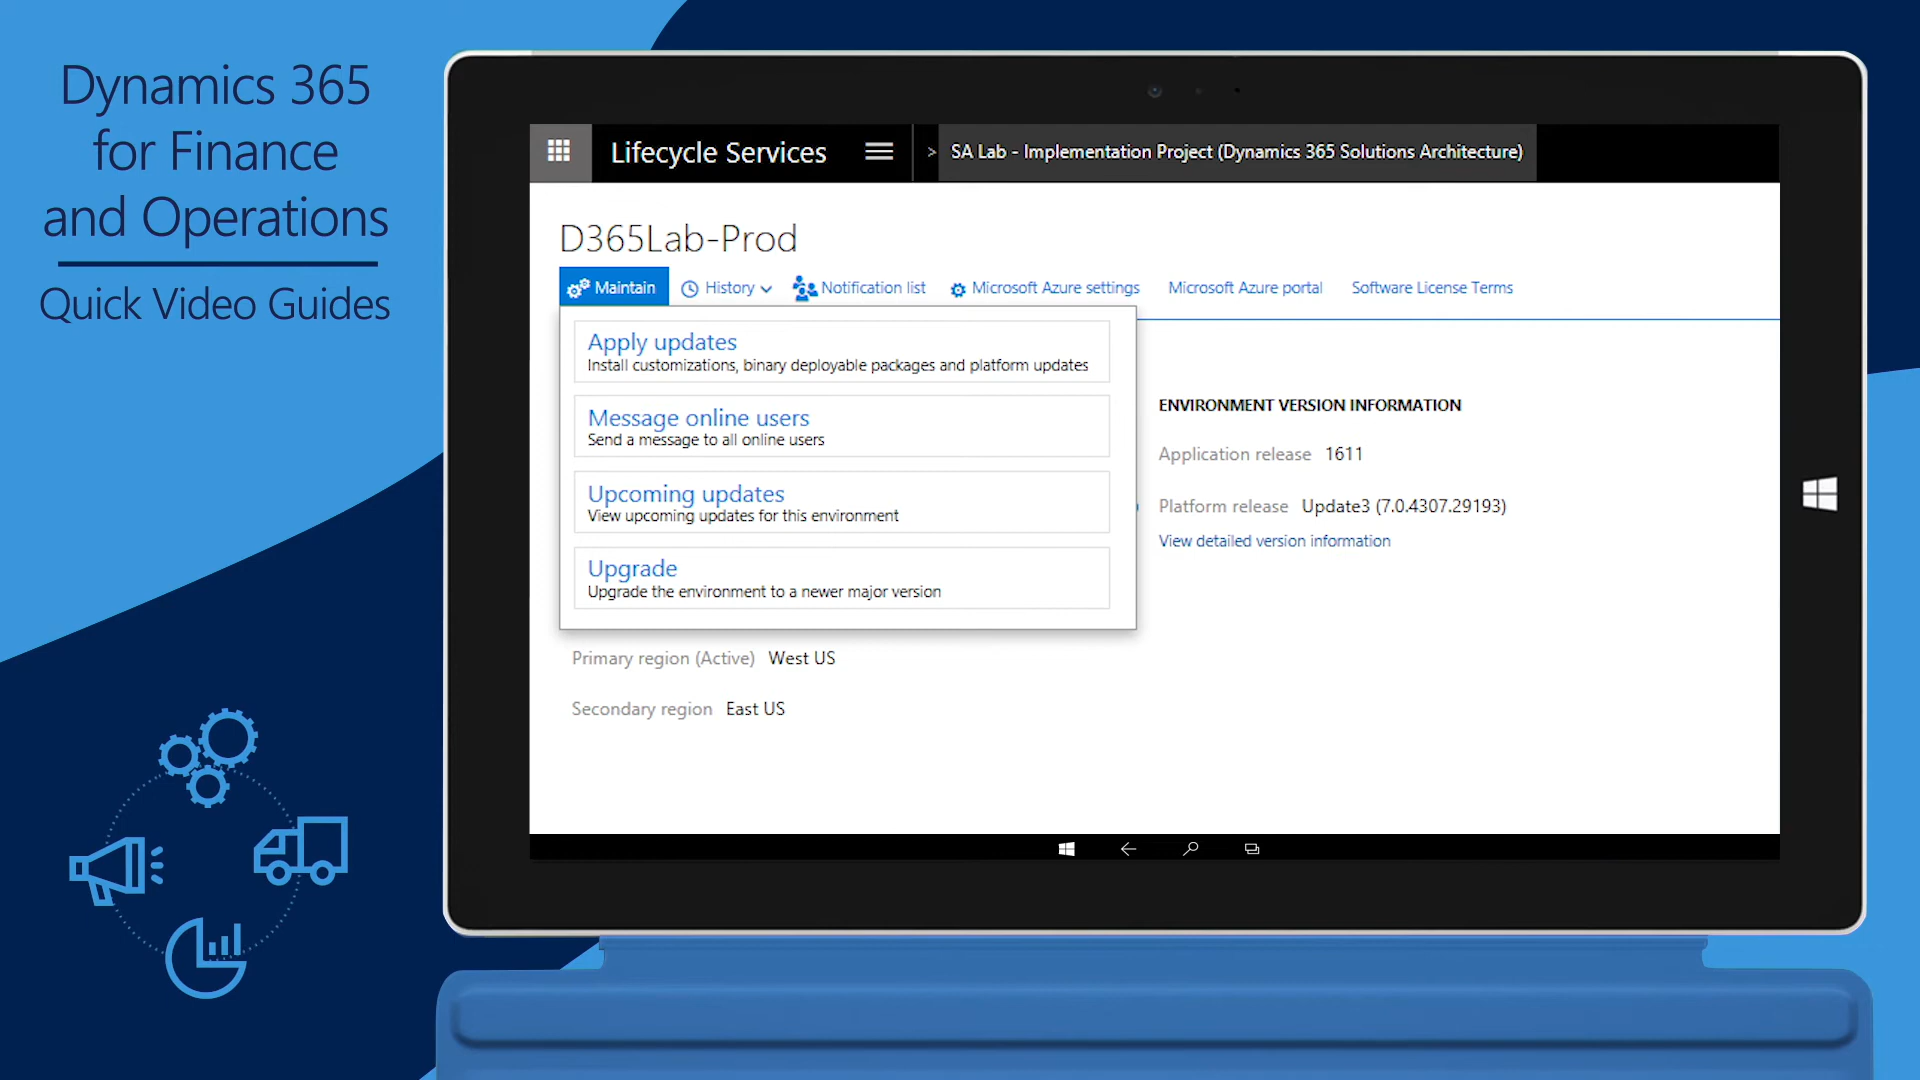 Dynamics 365
for Finance
and Operations
Quick Video Guides
Lifecycle Services
> SA Lab - Implementation Project (Dynamics 365 Solutions Architecture)
D365Lab-Prod
Maintain History Notification list Microsoft Azure settings Microsoft Azure portal Software License Terms
Apply updates
Install customizations, binary deployable packages and platform updates
Message online users
Send a message to all online users
Upcoming updates
View upcoming updates for this environment
Upgrade
Upgrade the environment to a newer major version
Primary region (Active) West US
Secondary region East US
ENVIRONMENT VERSION INFORMATION
Application release 1611
Platform release Update3 (7.0.4307.29193)
View detailed version information